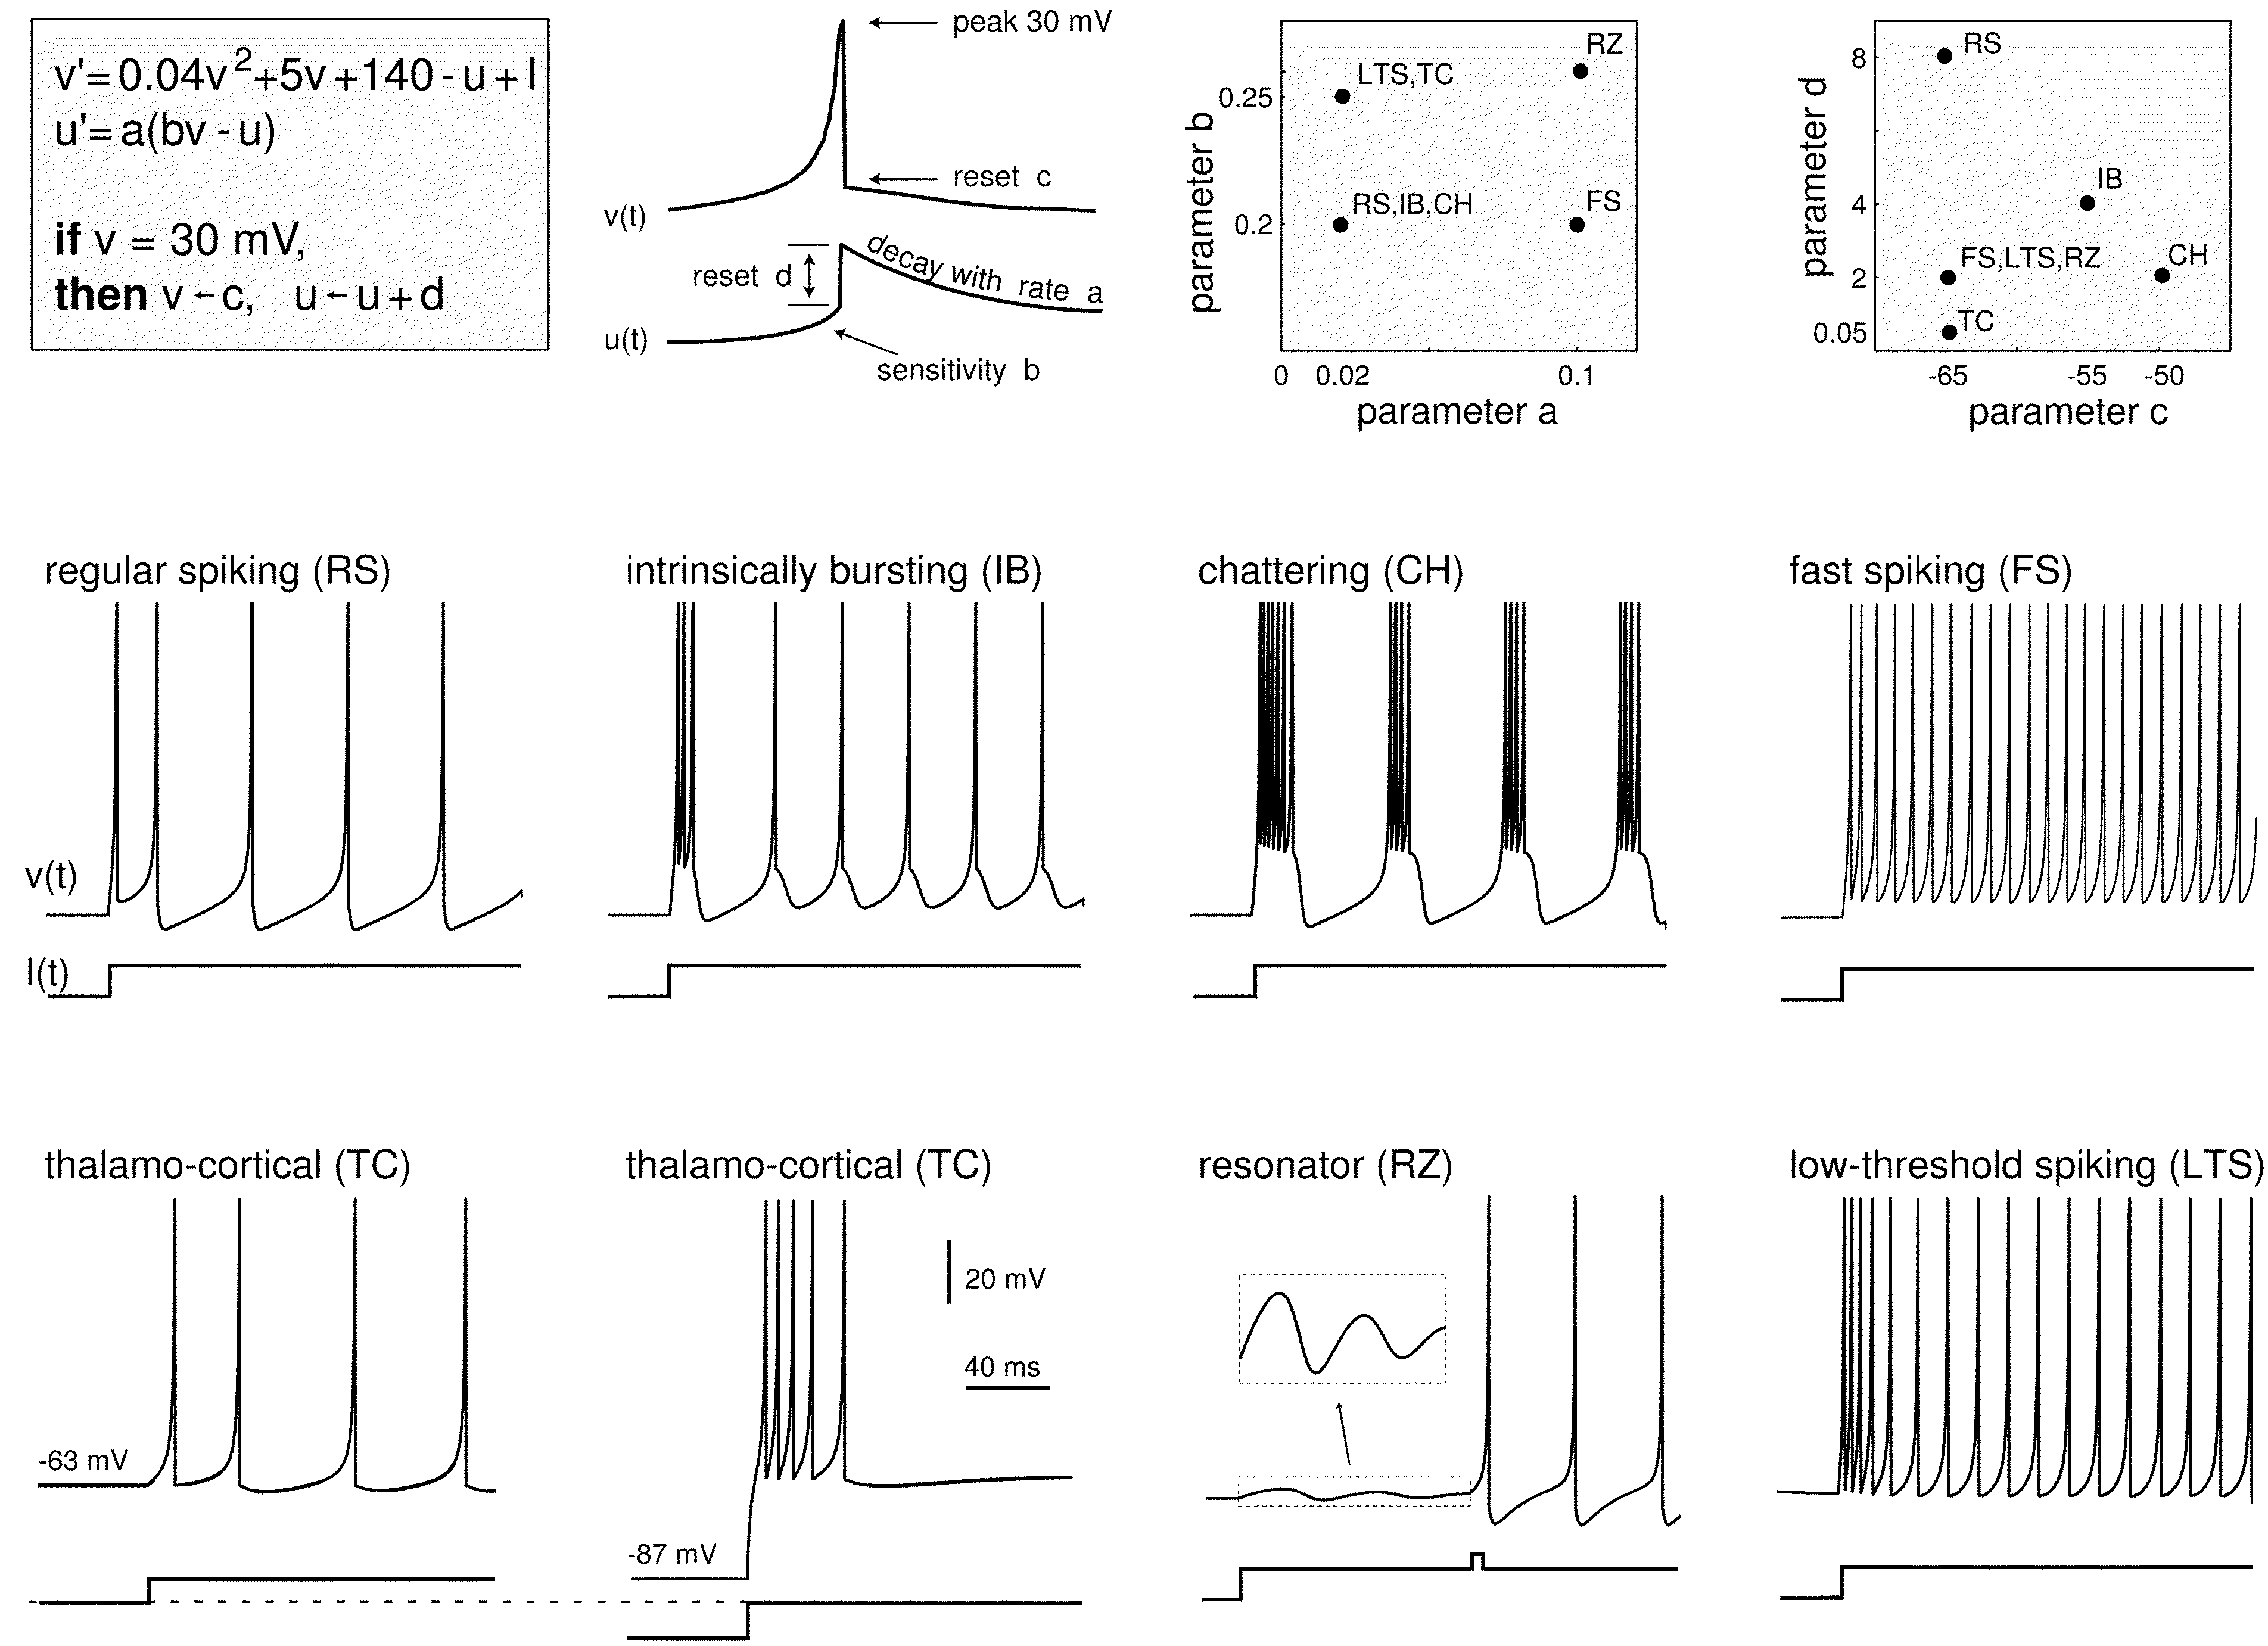 v'=0.04v²+5v+140-u+I
u'=a(bv-u)
if v = 30 mV,
then v←c, u←u+d
peak 30 mV
reset c
v(t)
reset d
decay with rate a
u(t)
sensitivity b
parameter b
0.25
0.2
LTS,TC
RZ
RS,IB,CH
FS
0
0.02
0.1
parameter a
parameter d
8
4
2
0.05
RS
IB
FS,LTS,RZ
CH
TC
-65
-55
-50
parameter c
regular spiking (RS)
intrinsically bursting (IB)
chattering (CH)
fast spiking (FS)
v(t)
I(t)
thalamo-cortical (TC)
thalamo-cortical (TC)
resonator (RZ)
low-threshold spiking (LTS)
20 mV
40 ms
-63 mV
-87 mV